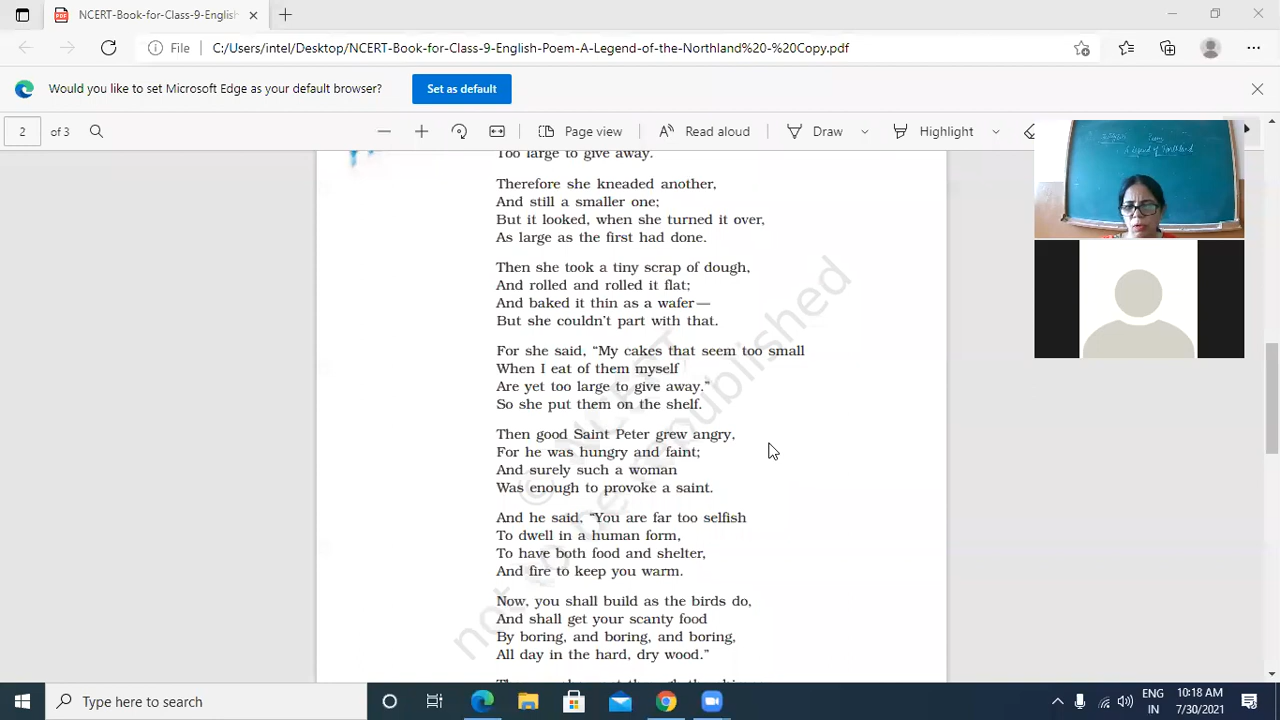 NCERT-Book-for-Class-9-English
File
C:/Users/intel/Desktop/NCERT-Book-for-Class-9-English-Poem-A-Legend-of-the-Northland%20-%20Copy.pdf
Would you like to set Microsoft Edge as your default browser?
Set as default
2
of 3
Page view
Read aloud
Draw
Highlight
Too large to give away.
Therefore she kneaded another,
And still a smaller one;
But it looked, when she turned it over,
As large as the first had done.
Then she took a tiny scrap of dough,
And rolled and rolled it flat;
And baked it thin as a wafer—
But she couldn't part with that.
For she said, “My cakes that seem too small
When I eat of them myself
Are yet too large to give away.”
So she put them on the shelf.
Then good Saint Peter grew angry,
For he was hungry and faint;
And surely such a woman
Was enough to provoke a saint.
And he said, “You are far too selfish
To dwell in a human form,
To have both food and shelter,
And fire to keep you warm.
Now, you shall build as the birds do,
And shall get your scanty food
By boring, and boring, and boring,
All day in the hard, dry wood.”
© NCERT
not to be republished
A Legend of Northland
Type here to search
ENG
IN
10:18 AM
7/30/2021